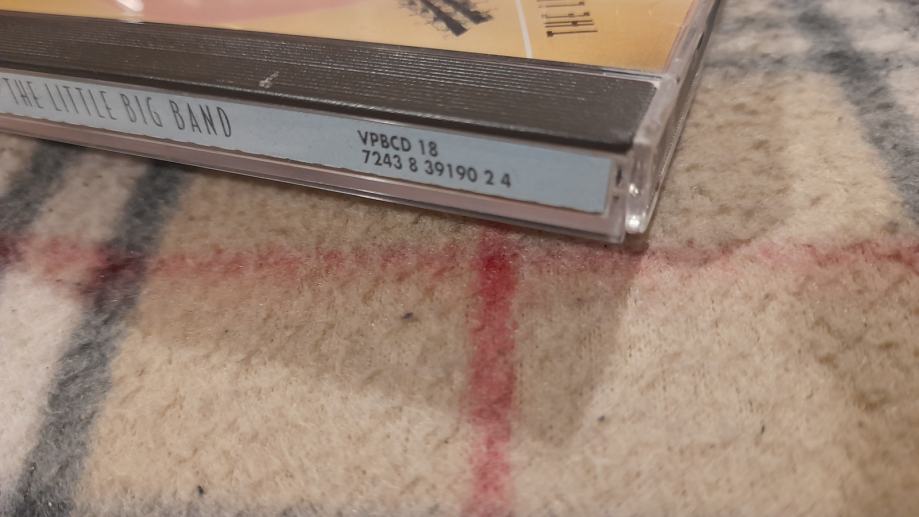 THE LITTLE BIG BAND
VPBCD 18
7243 8 39190 2 4